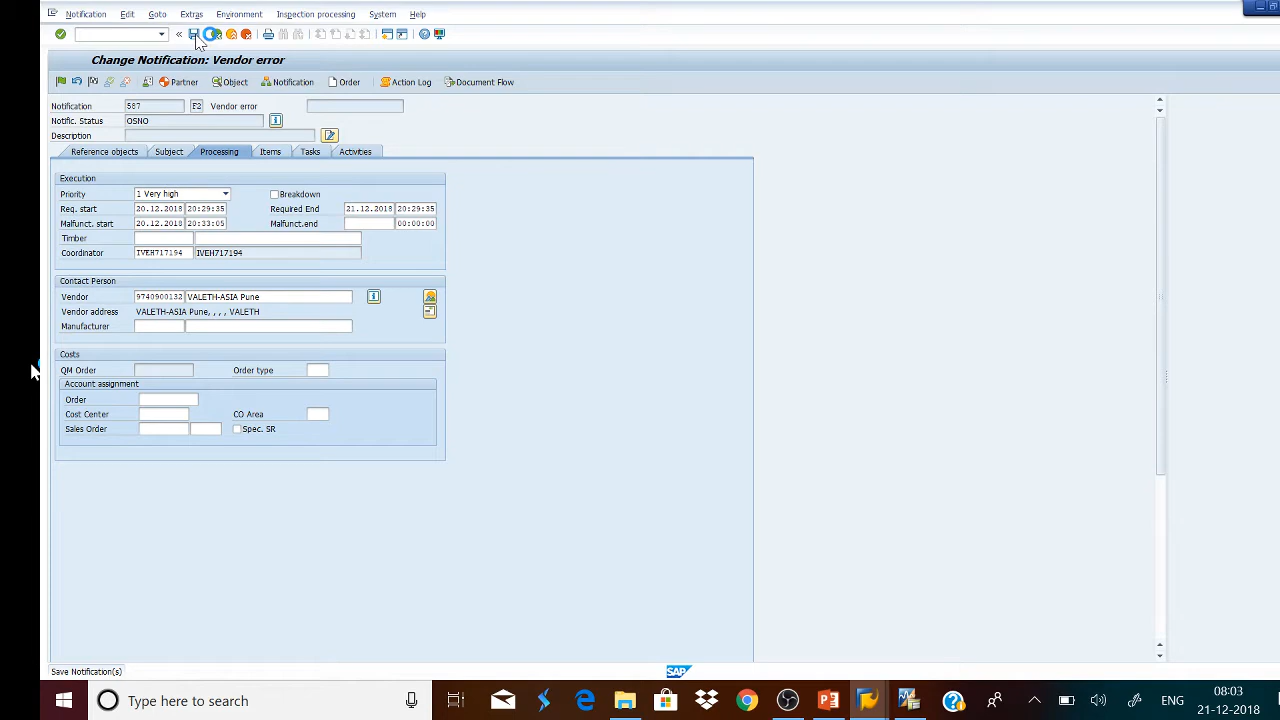 Notification Edit Goto Extras Environment Inspection processing System Help
Change Notification: Vendor error
Partner Object Notification Order Action Log Document Flow
Notification 587 F2 Vendor error
Notific. Status OSNO
Description
Reference objects Subject Processing Items Tasks Activities
Execution
Priority 1 Very high Breakdown
Req. start 20.12.2018 20:29:35 Required End 21.12.2018 20:29:35
Malfunct. start 20.12.2018 20:33:05 Malfunct.end 00:00:00
Timber
Coordinator IVEH717194 IVEH717194
Contact Person
Vendor 9740900132 VALETH-ASIA Pune
Vendor address VALETH-ASIA Pune, , , , VALETH
Manufacturer
Costs
QM Order Order type
Account assignment
Order
Cost Center CO Area
Sales Order Spec. SR
Save Notification(s)
SAP
Type here to search
ENG
08:03
21-12-2018